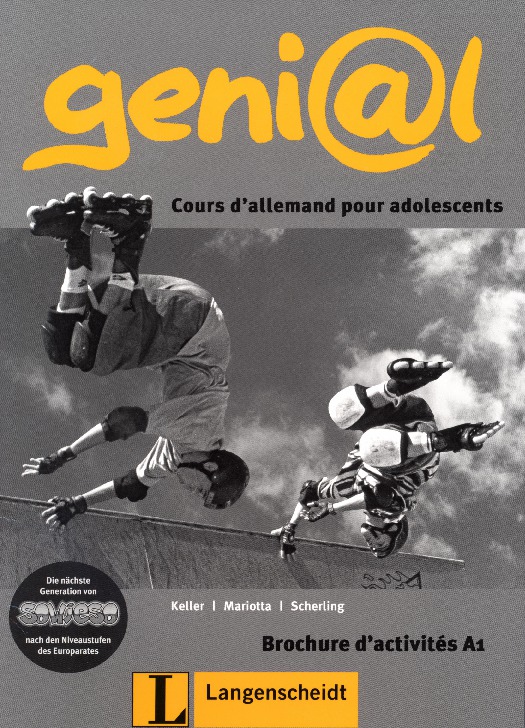 geni@l
Cours d'allemand pour adolescents
Die nächste
Generation von
sowieso
nach den Niveaustufen
des Europarates
Keller | Mariotta | Scherling
Brochure d'activités A1
L
Langenscheidt